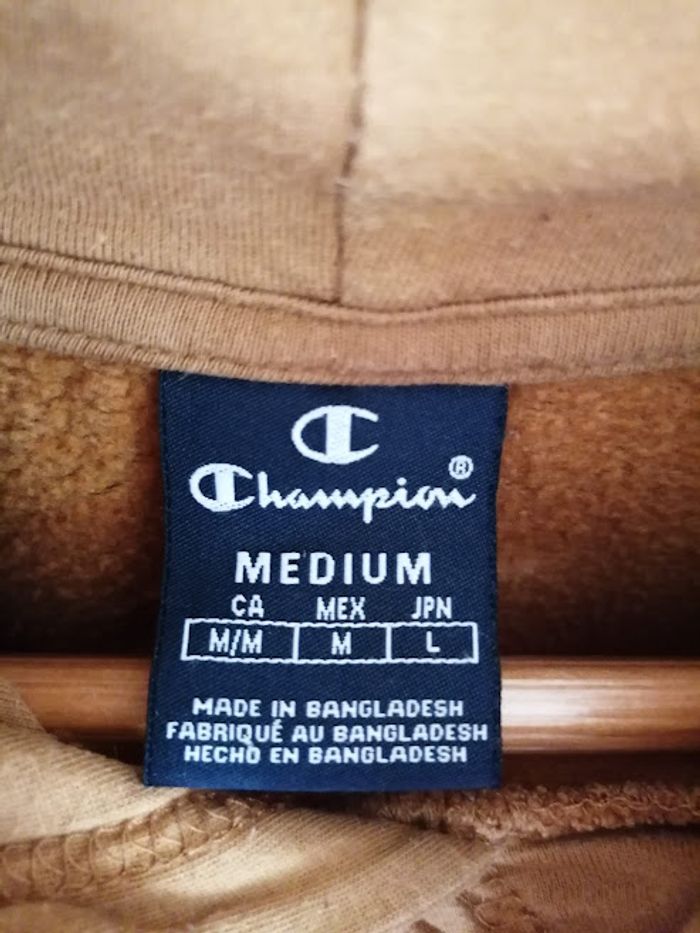 C
Champion®
MEDIUM
CA MEX JPN
M/M M L
MADE IN BANGLADESH
FABRIQUÉ AU BANGLADESH
HECHO EN BANGLADESH